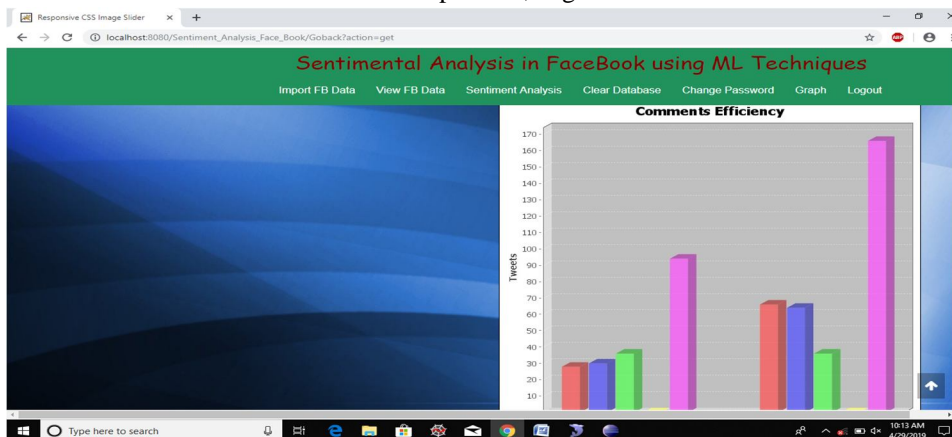 Responsive CSS Image Slider
localhost:8080/Sentiment_Analysis_Face_Book/Goback?action=get
Sentimental Analysis in FaceBook using ML Techniques
Import FB Data View FB Data Sentiment Analysis Clear Database Change Password Graph Logout
Comments Efficiency
170
160
150
140
130
120
110
100
90
80
70
60
50
40
30
20
10
Tweets
Type here to search
10:13 AM
4/29/2019